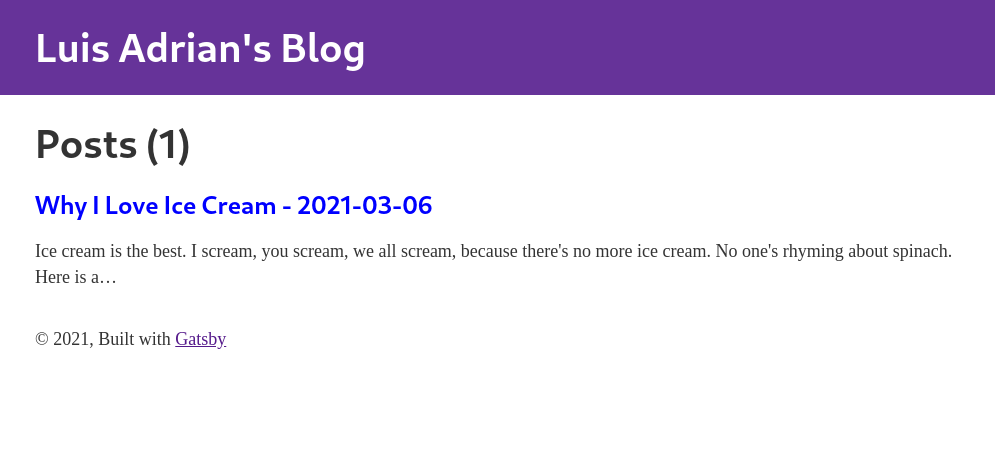 Luis Adrian's Blog
Posts (1)
Why I Love Ice Cream - 2021-03-06
Ice cream is the best. I scream, you scream, we all scream, because there's no more ice cream. No one's rhyming about spinach.
Here is a…
© 2021, Built with Gatsby